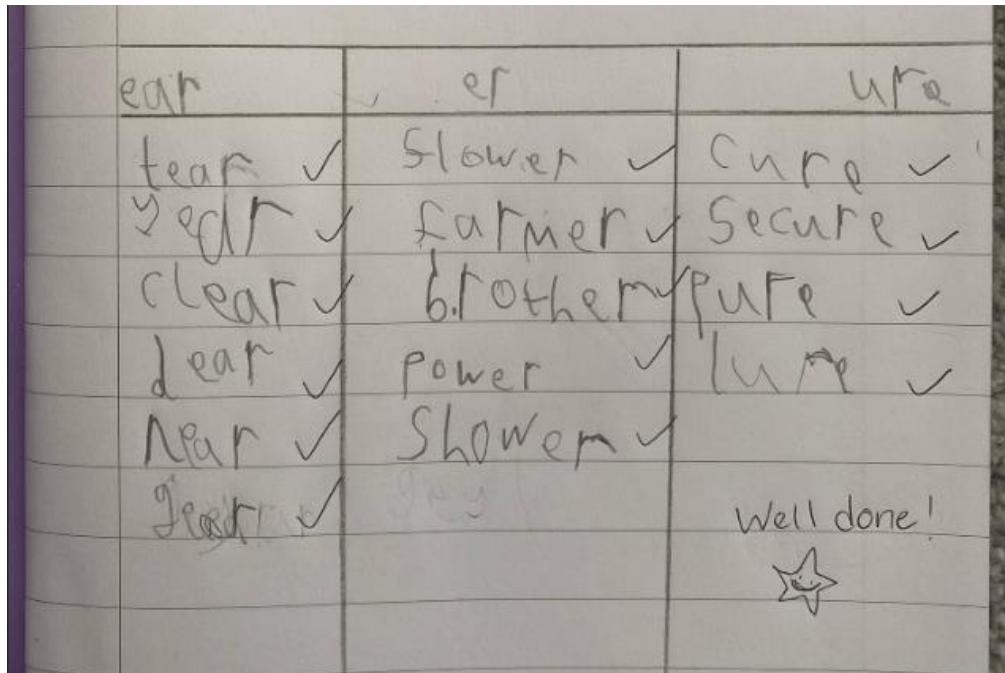 ear er ure
tear ✓ flower ✓ cure ✓
year ✓ farmer ✓ Secure ✓
clear ✓ brother ✓ pure ✓
dear ✓ power ✓ lure ✓
near ✓ Shower ✓
gear ✓
Well done!